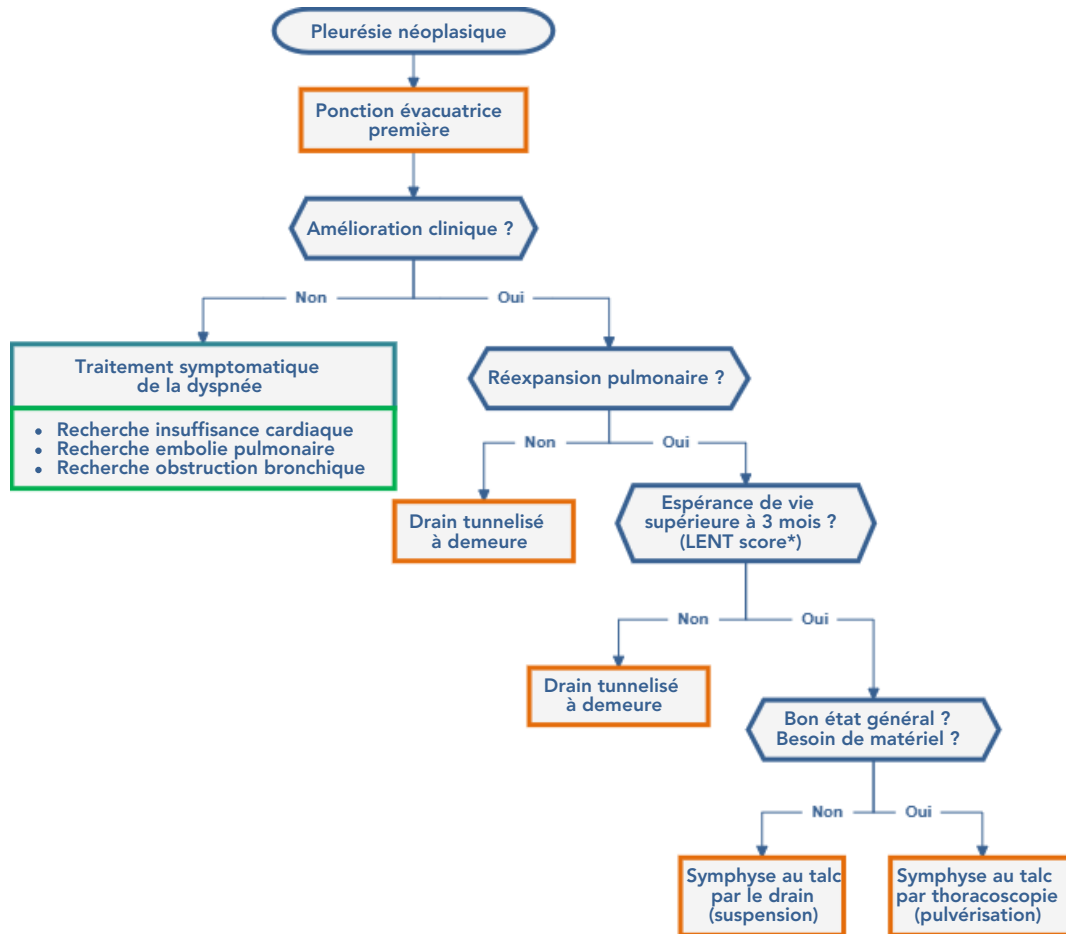 Pleurésie néoplasique
Ponction évacuatrice
première
Amélioration clinique ?
Non
Oui
Traitement symptomatique
de la dyspnée
• Recherche insuffisance cardiaque
• Recherche embolie pulmonaire
• Recherche obstruction bronchique
Réexpansion pulmonaire ?
Non
Oui
Drain tunnelisé
à demeure
Espérance de vie
supérieure à 3 mois ?
(LENT score*)
Non
Oui
Drain tunnelisé
à demeure
Bon état général ?
Besoin de matériel ?
Non
Oui
Symphyse au talc
par le drain
(suspension)
Symphyse au talc
par thoracoscopie
(pulvérisation)